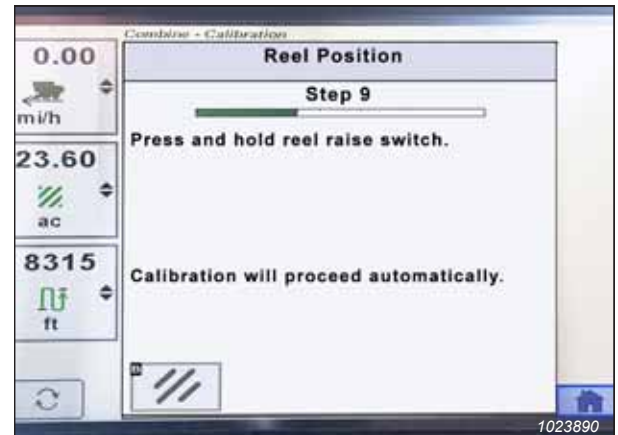 Combine - Calibration
Reel Position
Step 9
Press and hold reel raise switch.
Calibration will proceed automatically.
0.00
mi/h
23.60
ac
8315
ft
1023890